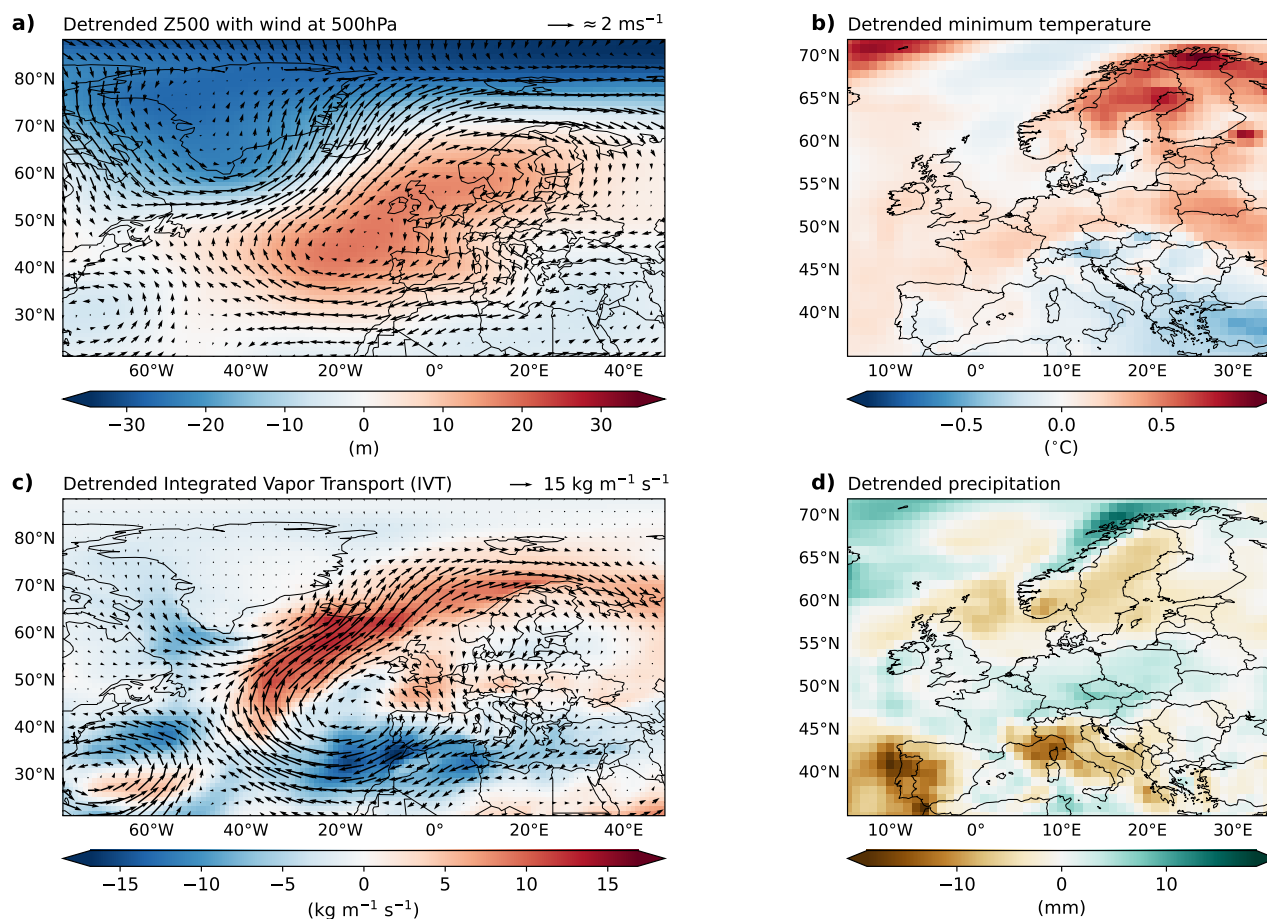 a) Detrended Z500 with wind at 500hPa ≈ 2 ms⁻¹
80°N
70°N
60°N
50°N
40°N
30°N
60°W 40°W 20°W 0° 20°E 40°E
−30 −20 −10 0 10 20 30
(m)
b) Detrended minimum temperature
70°N
65°N
60°N
55°N
50°N
45°N
40°N
10°W 0° 10°E 20°E 30°E
−0.5 0.0 0.5
(°C)
c) Detrended Integrated Vapor Transport (IVT) 15 kg m⁻¹ s⁻¹
80°N
70°N
60°N
50°N
40°N
30°N
60°W 40°W 20°W 0° 20°E 40°E
−15 −10 −5 0 5 10 15
(kg m⁻¹ s⁻¹)
d) Detrended precipitation
70°N
65°N
60°N
55°N
50°N
45°N
40°N
10°W 0° 10°E 20°E 30°E
−10 0 10
(mm)